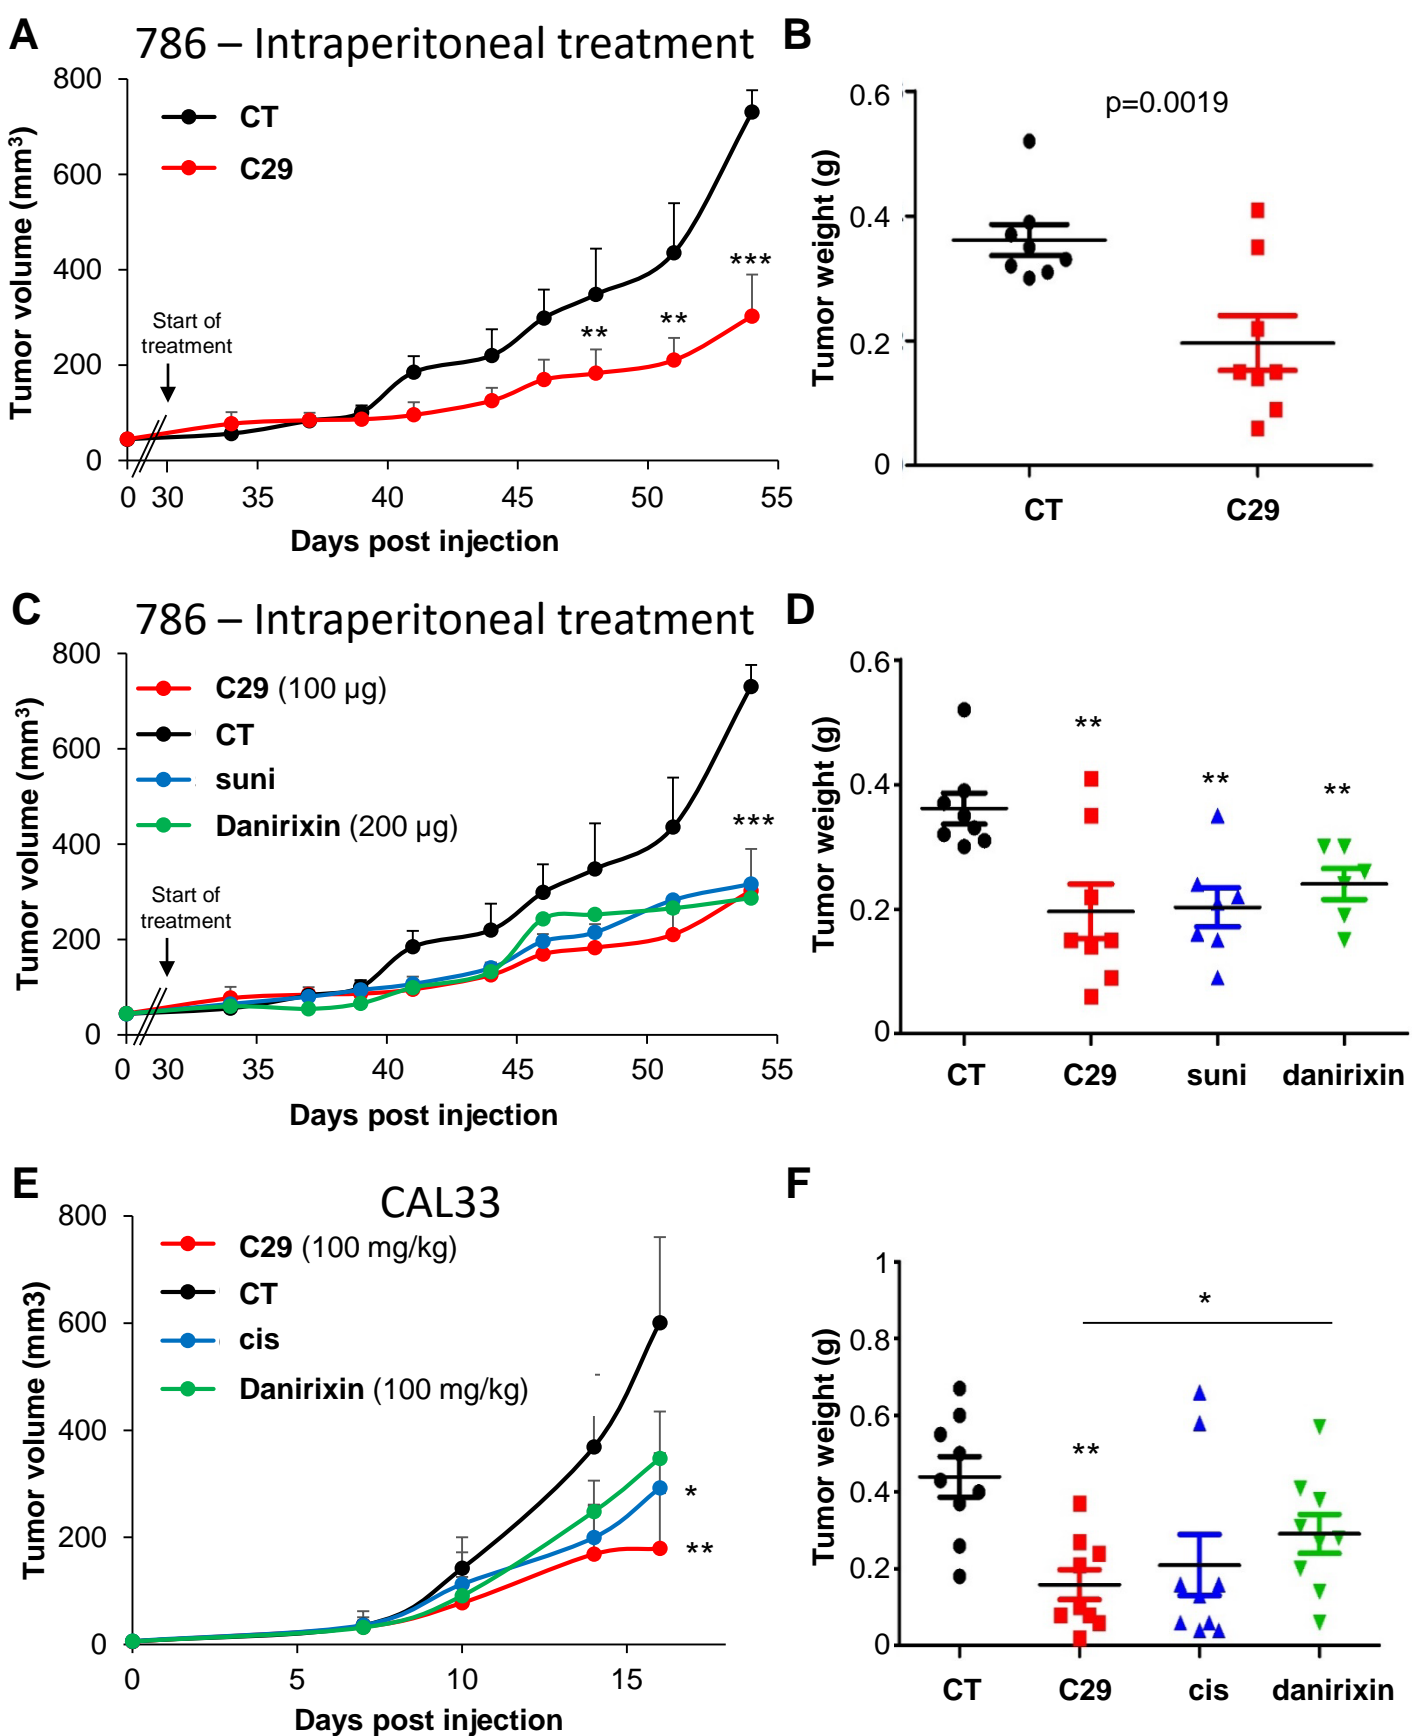 A
786 – Intraperitoneal treatment
800
600
400
200
0
Tumor volume (mm³)
CT
C29
Start of
treatment
**
**
***
0 30 35 40 45 50 55
Days post injection
B
p=0.0019
0.6
0.4
0.2
0
Tumor weight (g)
CT C29
C
786 – Intraperitoneal treatment
800
600
400
200
0
Tumor volume (mm³)
C29 (100 µg)
CT
suni
Danirixin (200 µg)
Start of
treatment
***
0 30 35 40 45 50 55
Days post injection
D
0.6
0.4
0.2
0
Tumor weight (g)
**
**
**
CT C29 suni danirixin
E
CAL33
800
600
400
200
0
Tumor volume (mm3)
C29 (100 mg/kg)
CT
cis
Danirixin (100 mg/kg)
*
**
0 5 10 15
Days post injection
F
1
0.8
0.6
0.4
0.2
0
Tumor weight (g)
*
**
CT C29 cis danirixin